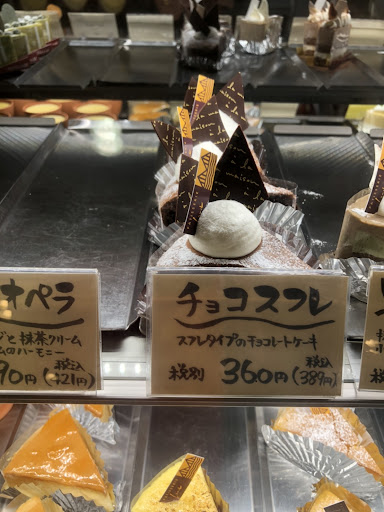 オペラ
と抹茶クリーム
ムのハーモニー
90円(税込421円)
チョコスフレ
スフレタイプのチョコレートケーキ
税別 360円(税込389円)